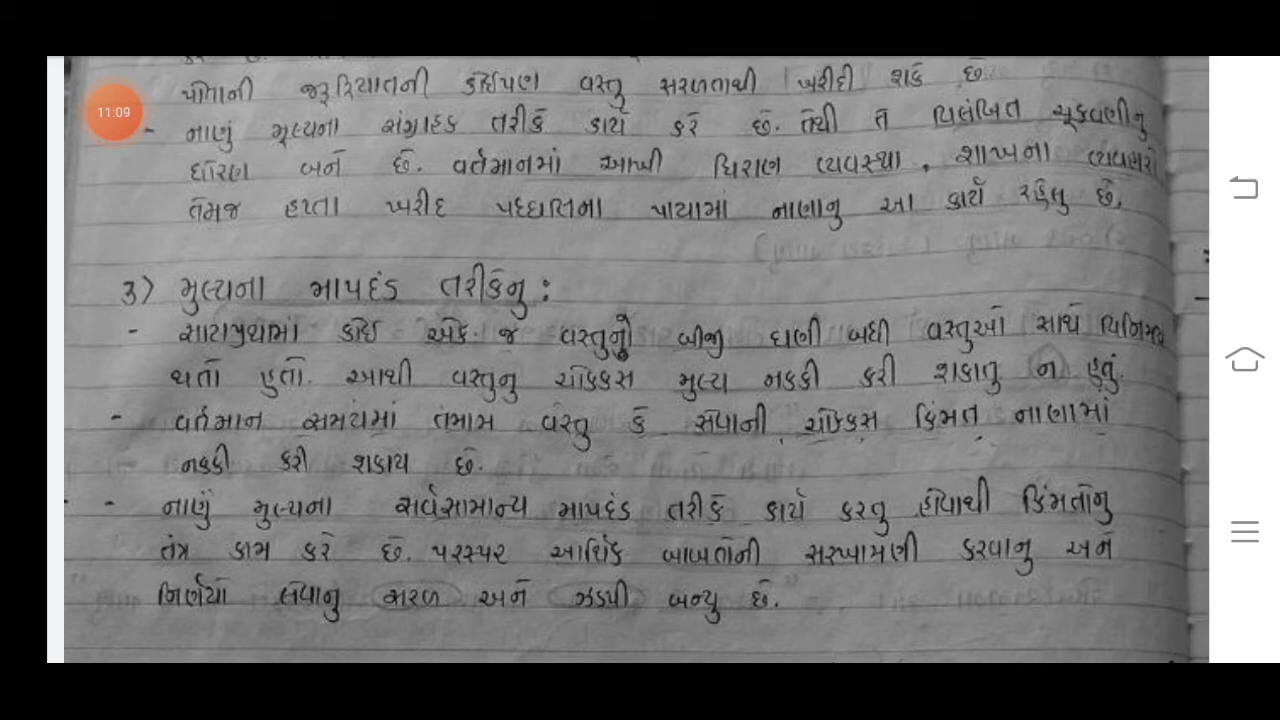 પોતાની જરૂરિયાતની કોઈપણ વસ્તુ સરળતાથી ખરીદી શકે છે.
11:09
- નાણું મૂલ્યના સંગ્રાહક તરીકે કાર્ય કરે છે. તેથી તે વિલંબિત ચૂકવણીનુ
ધોરણ બને છે. વર્તમાનમાં આખી ધિરાણ વ્યવસ્થા, શાખના
તેમજ હપ્તા ખરીદ પધ્ધતિના પાયામાં નાણાનુ આ કાર્ય રહેલુ છે,
3) મુલ્યના માપદંડ તરીકેનુ :
- સાટાપ્રથામાં કોઈ એક જ વસ્તુનો બીજી ઘણી બધી વસ્તુઓ સાથે વિનિમય
થતો હતો. આથી વસ્તુનુ ચોક્કસ મુલ્ય નક્કી કરી શકાતુ ન હતું.
- વર્તમાન સમયમાં તમામ વસ્તુ કે સેવાની ચોક્કસ કિંમત નાણામાં
નક્કી કરી શકાય છે.
- નાણું મુલ્યના સર્વસામાન્ય માપદંડ તરીકે કાર્ય કરતુ હોવાથી કિંમતોનુ
તંત્ર કામ કરે છે. પરસ્પર આર્થિક બાબતોની સરખામણી કરવાનુ અને
નિર્ણયો લેવાનુ સરળ અને ઝડપી બન્યુ છે.